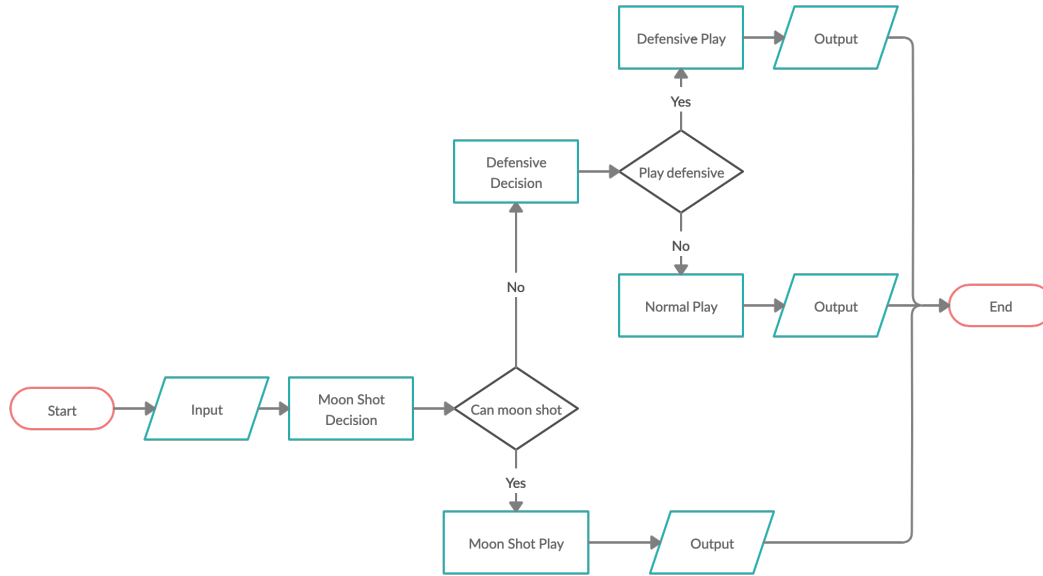 Defensive Play
Output
Yes
Defensive
Decision
Play defensive
No
Normal Play
Output
End
No
Start
Input
Moon Shot
Decision
Can moon shot
Yes
Moon Shot Play
Output